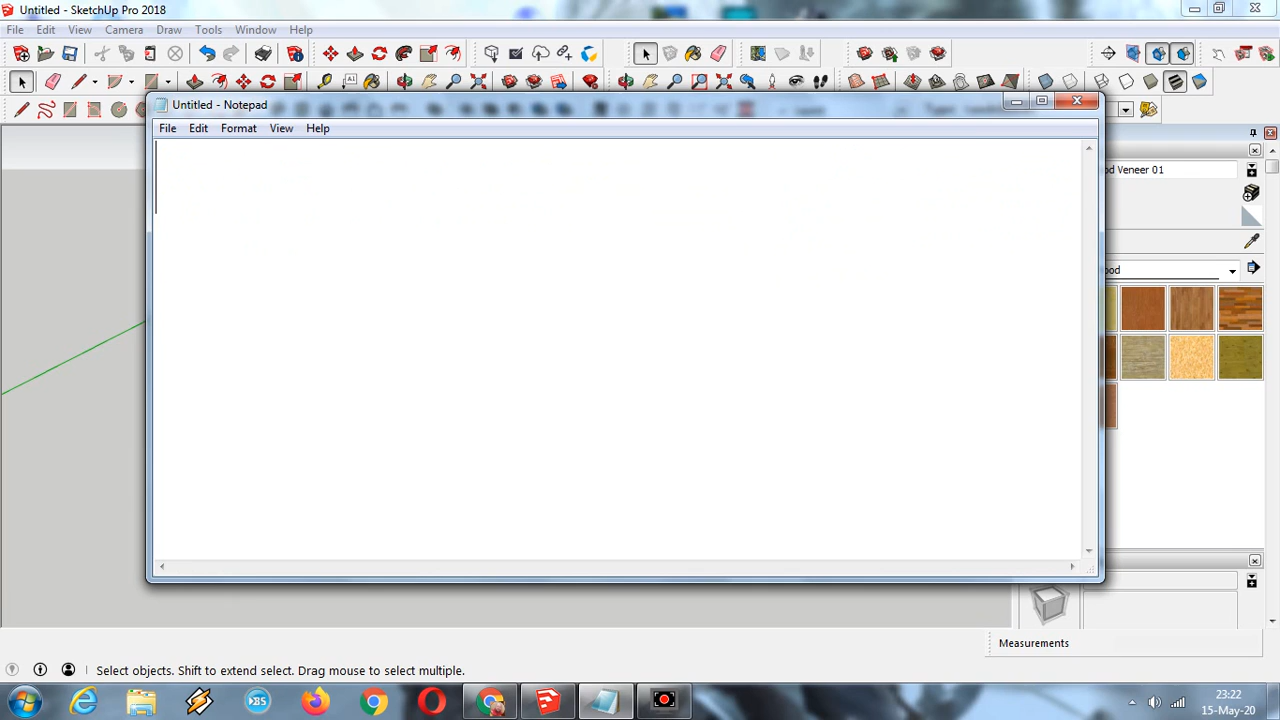 Untitled - SketchUp Pro 2018
File Edit View Camera Draw Tools Window Help
Untitled - Notepad
File Edit Format View Help
d Veneer 01
ood
Measurements
Select objects. Shift to extend select. Drag mouse to select multiple.
23:22
15-May-20